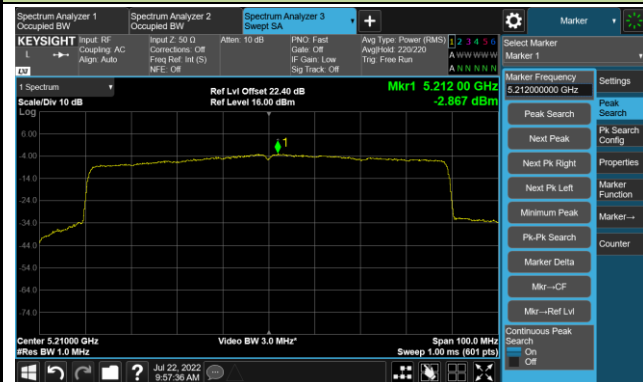 Spectrum Analyzer 1
Occupied BW
Spectrum Analyzer 2
Occupied BW
Spectrum Analyzer 3
Swept SA
Marker
KEYSIGHT
L
LXI
Input: RF
Coupling: AC
Align: Auto
Input Z: 50 Ω
Corrections: Off
Freq Ref: Int (S)
NFE: Off
Atten: 10 dB
PNO: Fast
Gate: Off
IF Gain: Low
Sig Track: Off
Avg Type: Power (RMS)
Avg|Hold: 220/220
Trig: Free Run
1 2 3 4 5 6
A W W W W W
A N N N N N
Select Marker
Marker 1
1 Spectrum
Scale/Div 10 dB
Ref Lvl Offset 22.40 dB
Ref Level 16.00 dBm
Mkr1 5.212 00 GHz
-2.867 dBm
Log
6.00
-4.00
-14.0
-24.0
-34.0
-44.0
-54.0
-64.0
-74.0
1
Center 5.21000 GHz
#Res BW 1.0 MHz
Video BW 3.0 MHz*
Span 100.0 MHz
Sweep 1.00 ms (601 pts)
Marker Frequency
5.212000000 GHz
Peak Search
Next Peak
Next Pk Right
Next Pk Left
Minimum Peak
Pk-Pk Search
Marker Delta
Mkr→CF
Mkr→Ref Lvl
Continuous Peak
Search
On
Off
Settings
Peak
Search
Pk Search
Config
Properties
Marker
Function
Marker→
Counter
?
Jul 22, 2022
9:57:36 AM